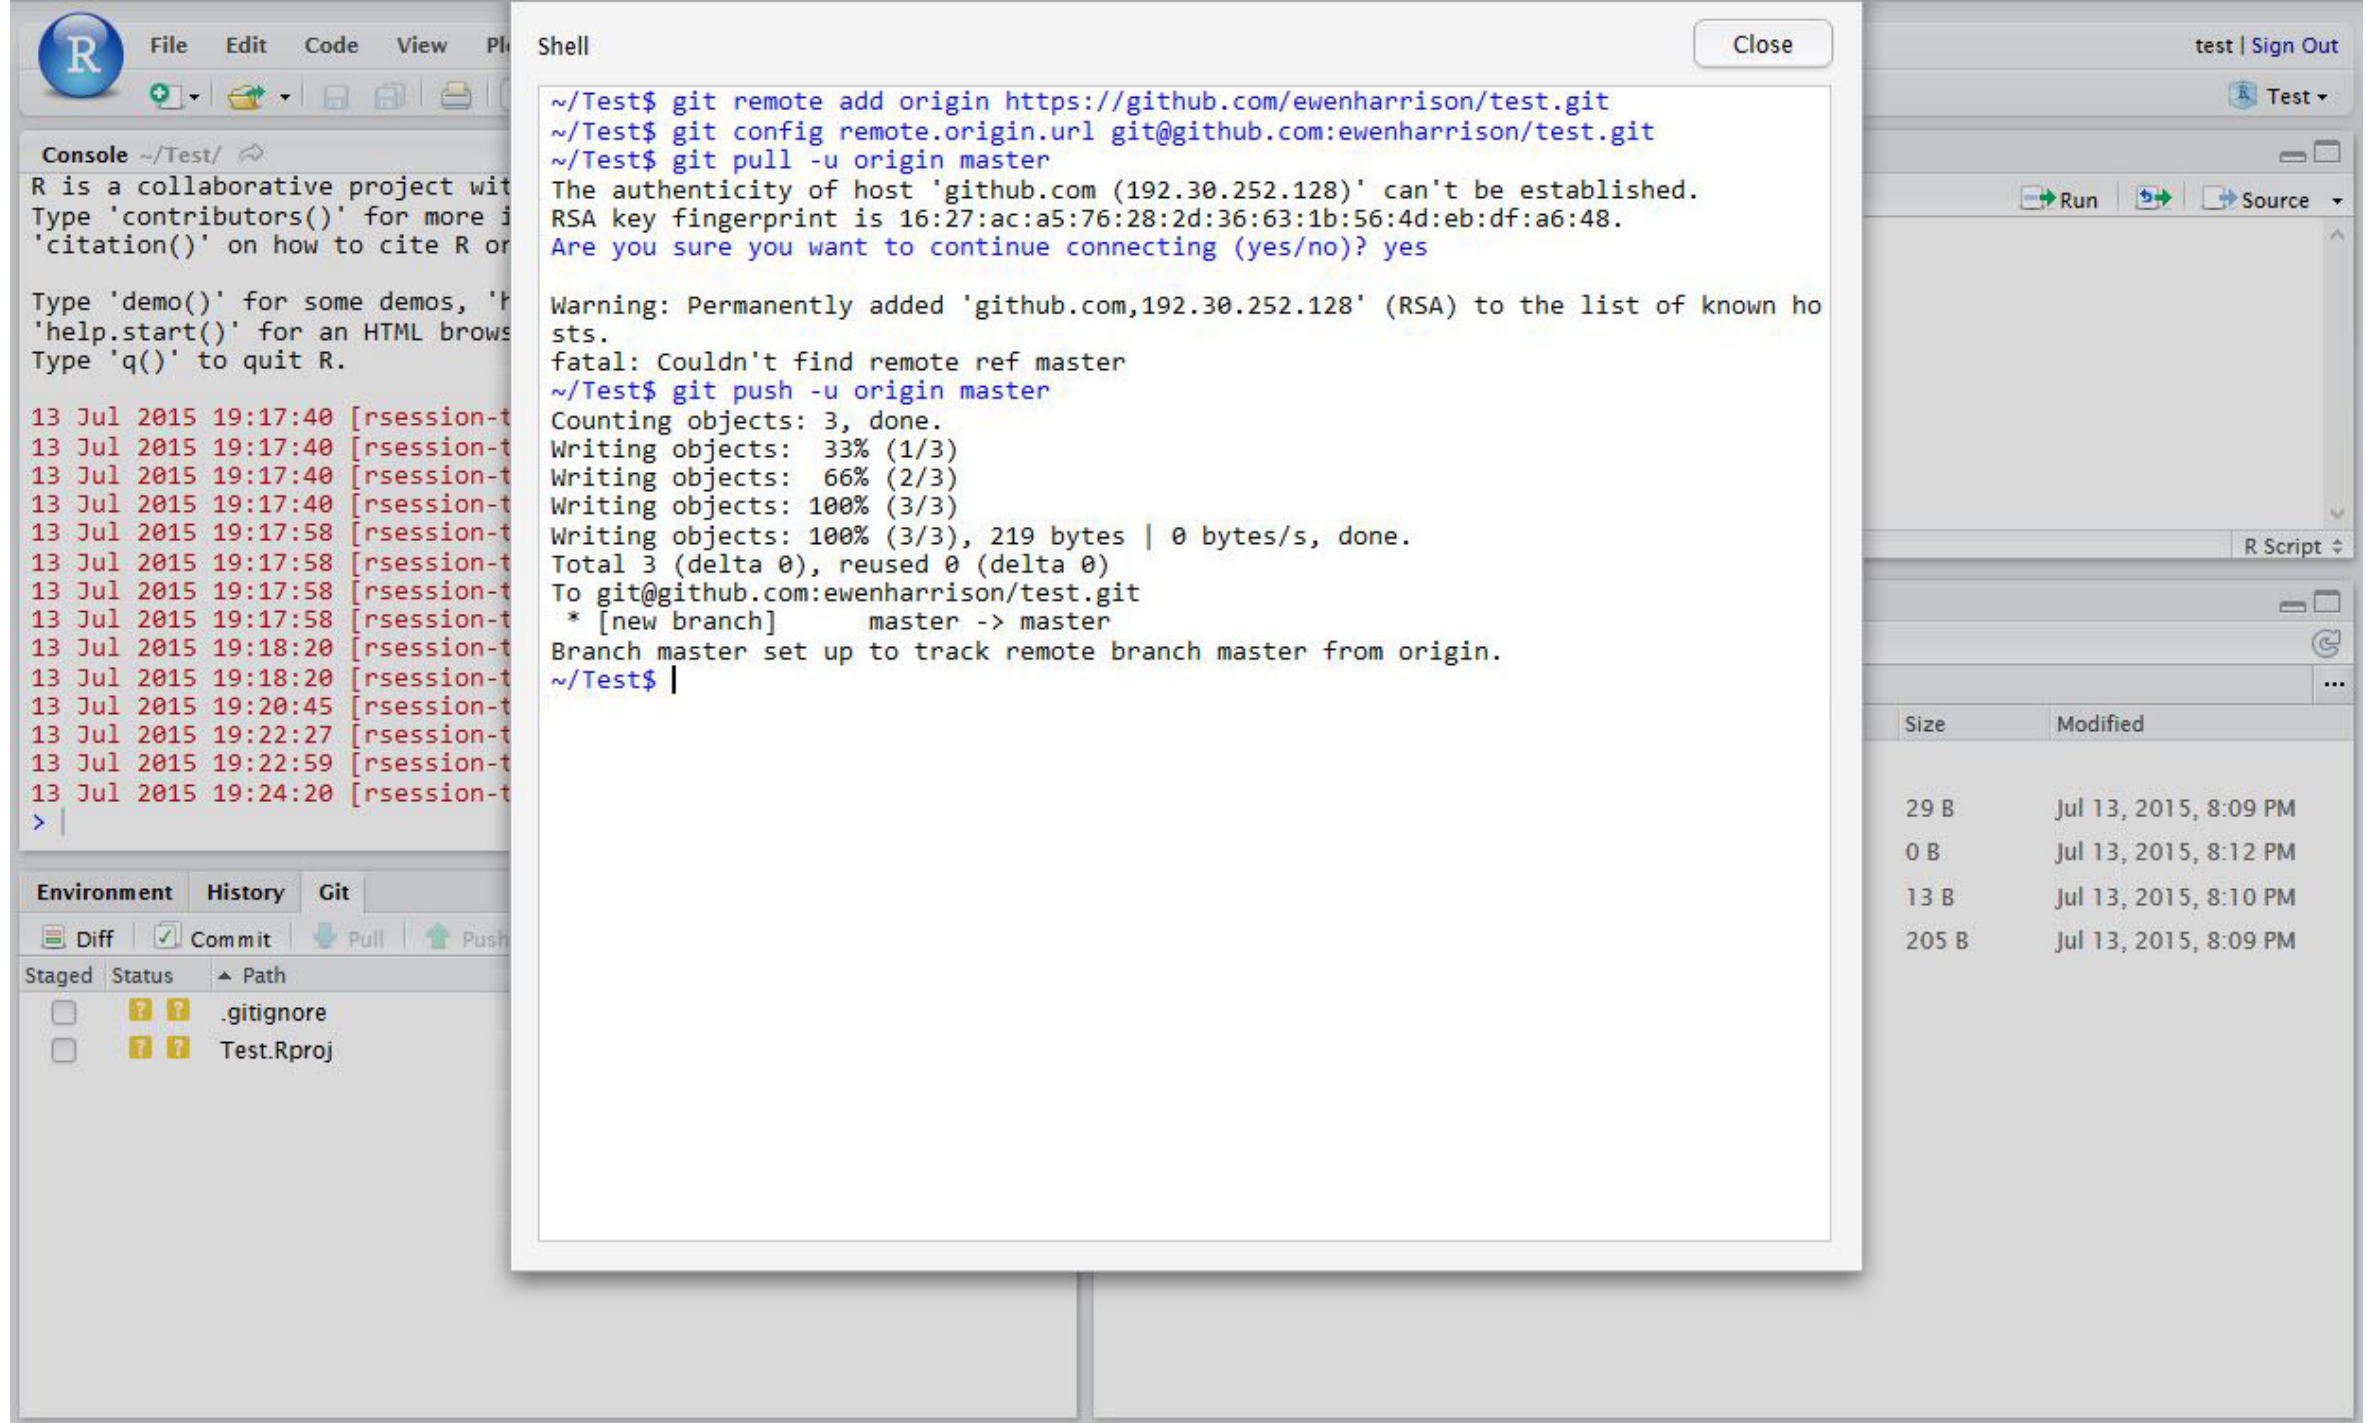 R
File Edit Code View
test | Sign Out
Test
Console ~/Test/
R is a collaborative project
Type 'contributors()' for more
'citation()' on how to cite R or
Type 'demo()' for some demos,
'help.start()' for an HTML
Type 'q()' to quit R.
13 Jul 2015 19:17:40 [rsession-
13 Jul 2015 19:17:40 [rsession-
13 Jul 2015 19:17:40 [rsession-
13 Jul 2015 19:17:40 [rsession-
13 Jul 2015 19:17:58 [rsession-
13 Jul 2015 19:17:58 [rsession-
13 Jul 2015 19:17:58 [rsession-
13 Jul 2015 19:17:58 [rsession-
13 Jul 2015 19:18:20 [rsession-
13 Jul 2015 19:18:20 [rsession-
13 Jul 2015 19:20:45 [rsession-
13 Jul 2015 19:22:27 [rsession-
13 Jul 2015 19:22:59 [rsession-
13 Jul 2015 19:24:20 [rsession-
>
Environment History Git
Diff Commit Pull Push
Staged Status Path
? ? .gitignore
? ? Test.Rproj
Shell
Close
~/Test$ git remote add origin https://github.com/ewenharrison/test.git
~/Test$ git config remote.origin.url git@github.com:ewenharrison/test.git
~/Test$ git pull -u origin master
The authenticity of host 'github.com (192.30.252.128)' can't be established.
RSA key fingerprint is 16:27:ac:a5:76:28:2d:36:63:1b:56:4d:eb:df:a6:48.
Are you sure you want to continue connecting (yes/no)? yes
Warning: Permanently added 'github.com,192.30.252.128' (RSA) to the list of known ho
sts.
fatal: Couldn't find remote ref master
~/Test$ git push -u origin master
Counting objects: 3, done.
Writing objects:  33% (1/3)
Writing objects:  66% (2/3)
Writing objects: 100% (3/3)
Writing objects: 100% (3/3), 219 bytes | 0 bytes/s, done.
Total 3 (delta 0), reused 0 (delta 0)
To git@github.com:ewenharrison/test.git
 * [new branch]      master -> master
Branch master set up to track remote branch master from origin.
~/Test$
Run Source
R Script
...
Size Modified
29 B Jul 13, 2015, 8:09 PM
0 B Jul 13, 2015, 8:12 PM
13 B Jul 13, 2015, 8:10 PM
205 B Jul 13, 2015, 8:09 PM